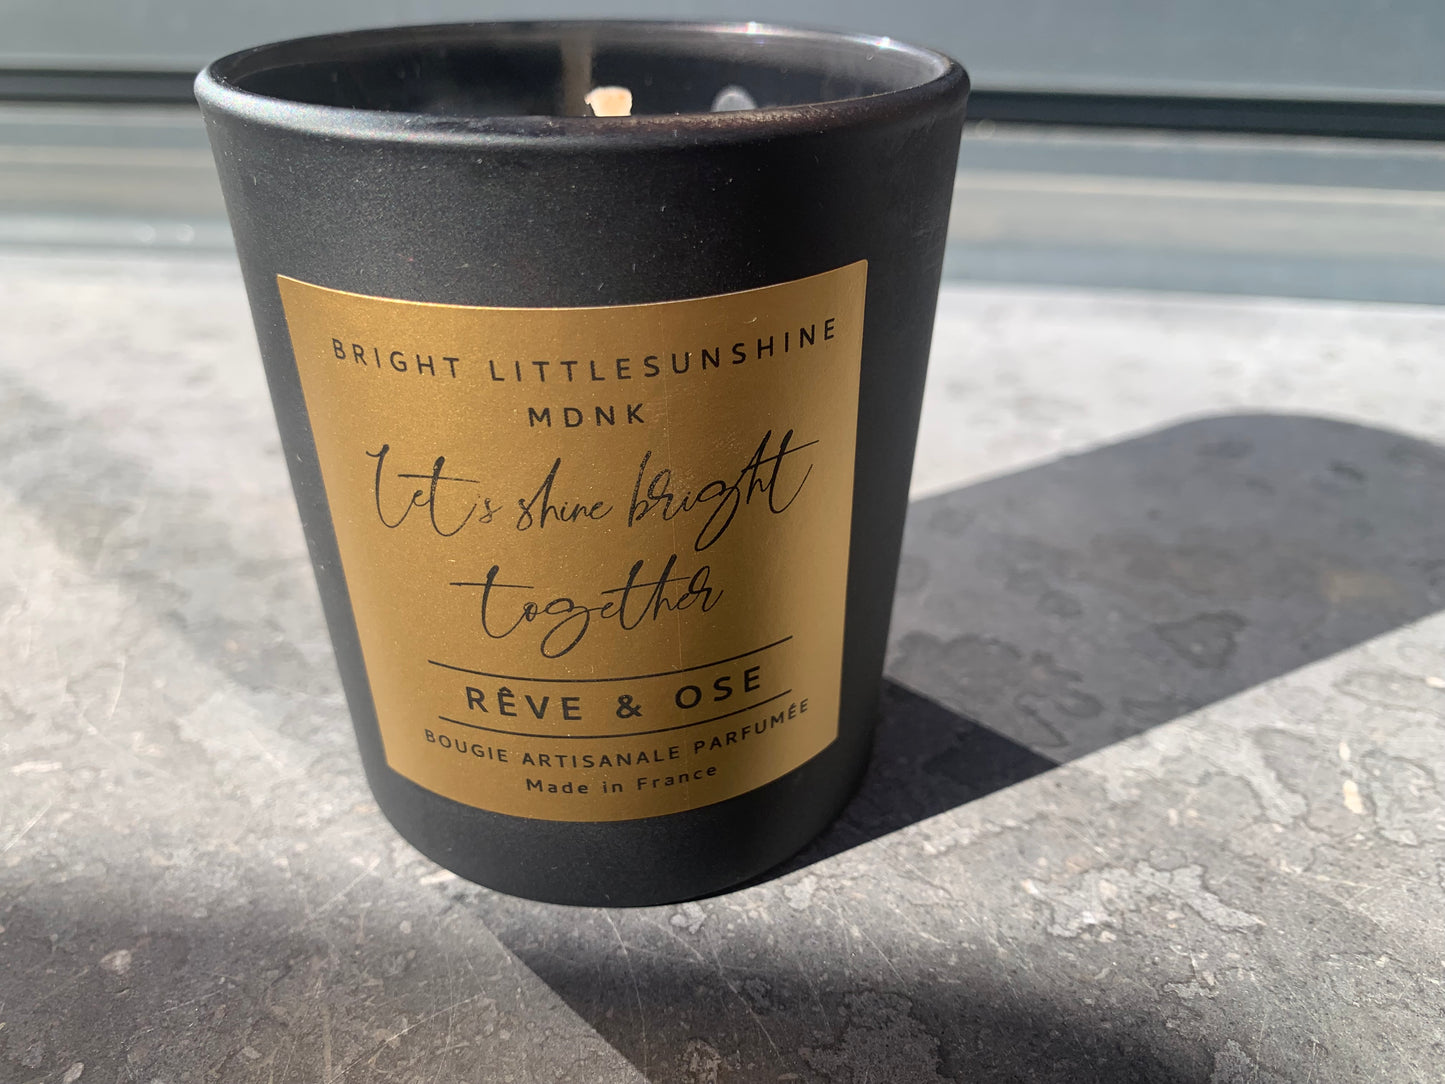 BRIGHT LITTLESUNSHINE
MDNK
Let's shine bright
together
RÊVE & OSE
BOUGIE ARTISANALE PARFUMÉE
Made in France